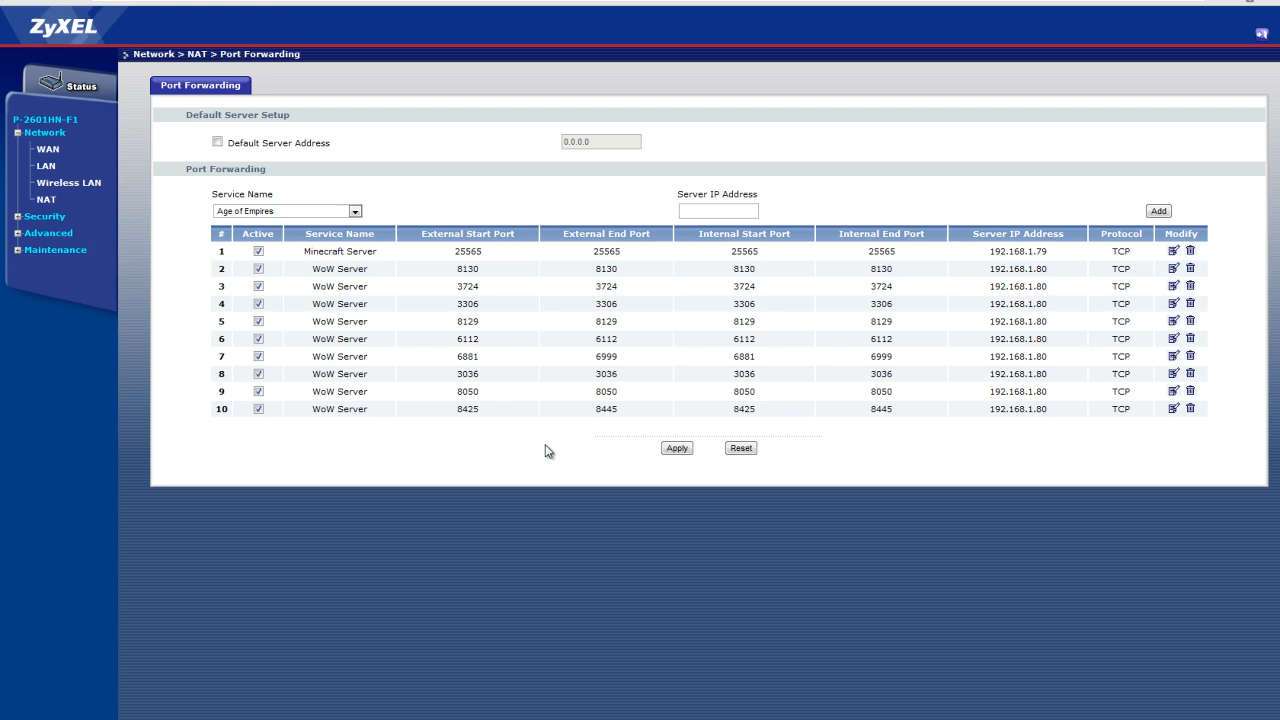 ZyXEL
Network > NAT > Port Forwarding
Status
P-2601HN-F1
Network
WAN
LAN
Wireless LAN
NAT
Security
Advanced
Maintenance
Port Forwarding
Default Server Setup
Default Server Address 0.0.0.0
Port Forwarding
Service Name Server IP Address
Age of Empires Add
# Active Service Name External Start Port External End Port Internal Start Port Internal End Port Server IP Address Protocol Modify
1 Minecraft Server 25565 25565 25565 25565 192.168.1.79 TCP
2 WoW Server 8130 8130 8130 8130 192.168.1.80 TCP
3 WoW Server 3724 3724 3724 3724 192.168.1.80 TCP
4 WoW Server 3306 3306 3306 3306 192.168.1.80 TCP
5 WoW Server 8129 8129 8129 8129 192.168.1.80 TCP
6 WoW Server 6112 6112 6112 6112 192.168.1.80 TCP
7 WoW Server 6881 6999 6881 6999 192.168.1.80 TCP
8 WoW Server 3036 3036 3036 3036 192.168.1.80 TCP
9 WoW Server 8050 8050 8050 8050 192.168.1.80 TCP
10 WoW Server 8425 8445 8425 8445 192.168.1.80 TCP
Apply Reset